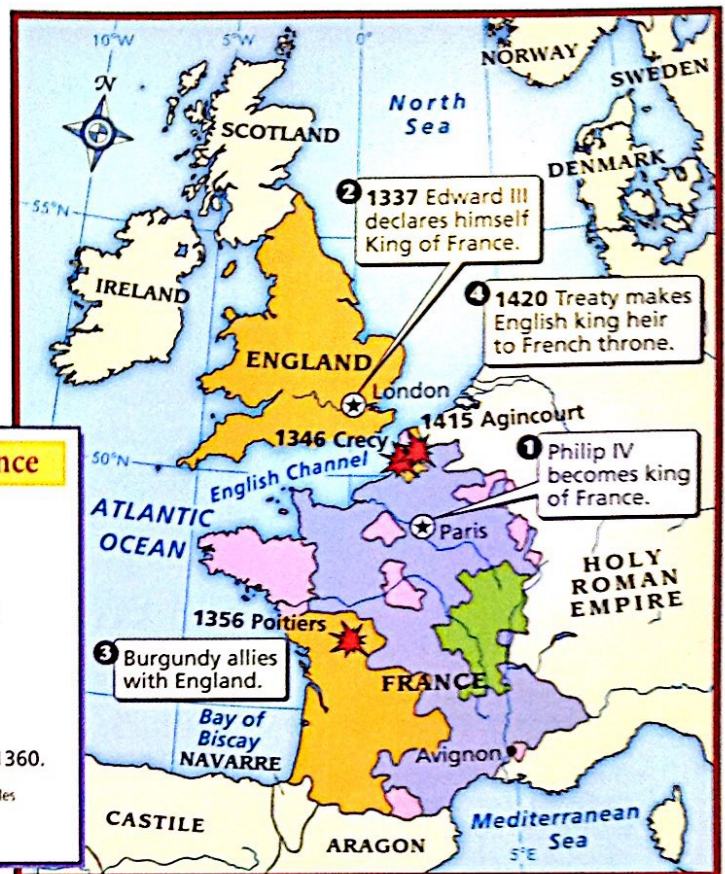 10°W
5°W
0°
NORWAY
SWEDEN
N
North
Sea
SCOTLAND
DENMARK
55°N
2 1337 Edward III
declares himself
King of France.
IRELAND
4 1420 Treaty makes
English king heir
to French throne.
ENGLAND
London
1415 Agincourt
1346 Crecy
nce
50°N
English Channel
1 Philip IV
becomes king
of France.
ATLANTIC
OCEAN
Paris
HOLY
ROMAN
EMPIRE
1356 Poitiers
3 Burgundy allies
with England.
FRANCE
Bay of
Biscay
NAVARRE
1360.
les
Avignon
CASTILE
ARAGON
Mediterranean
Sea
5°E